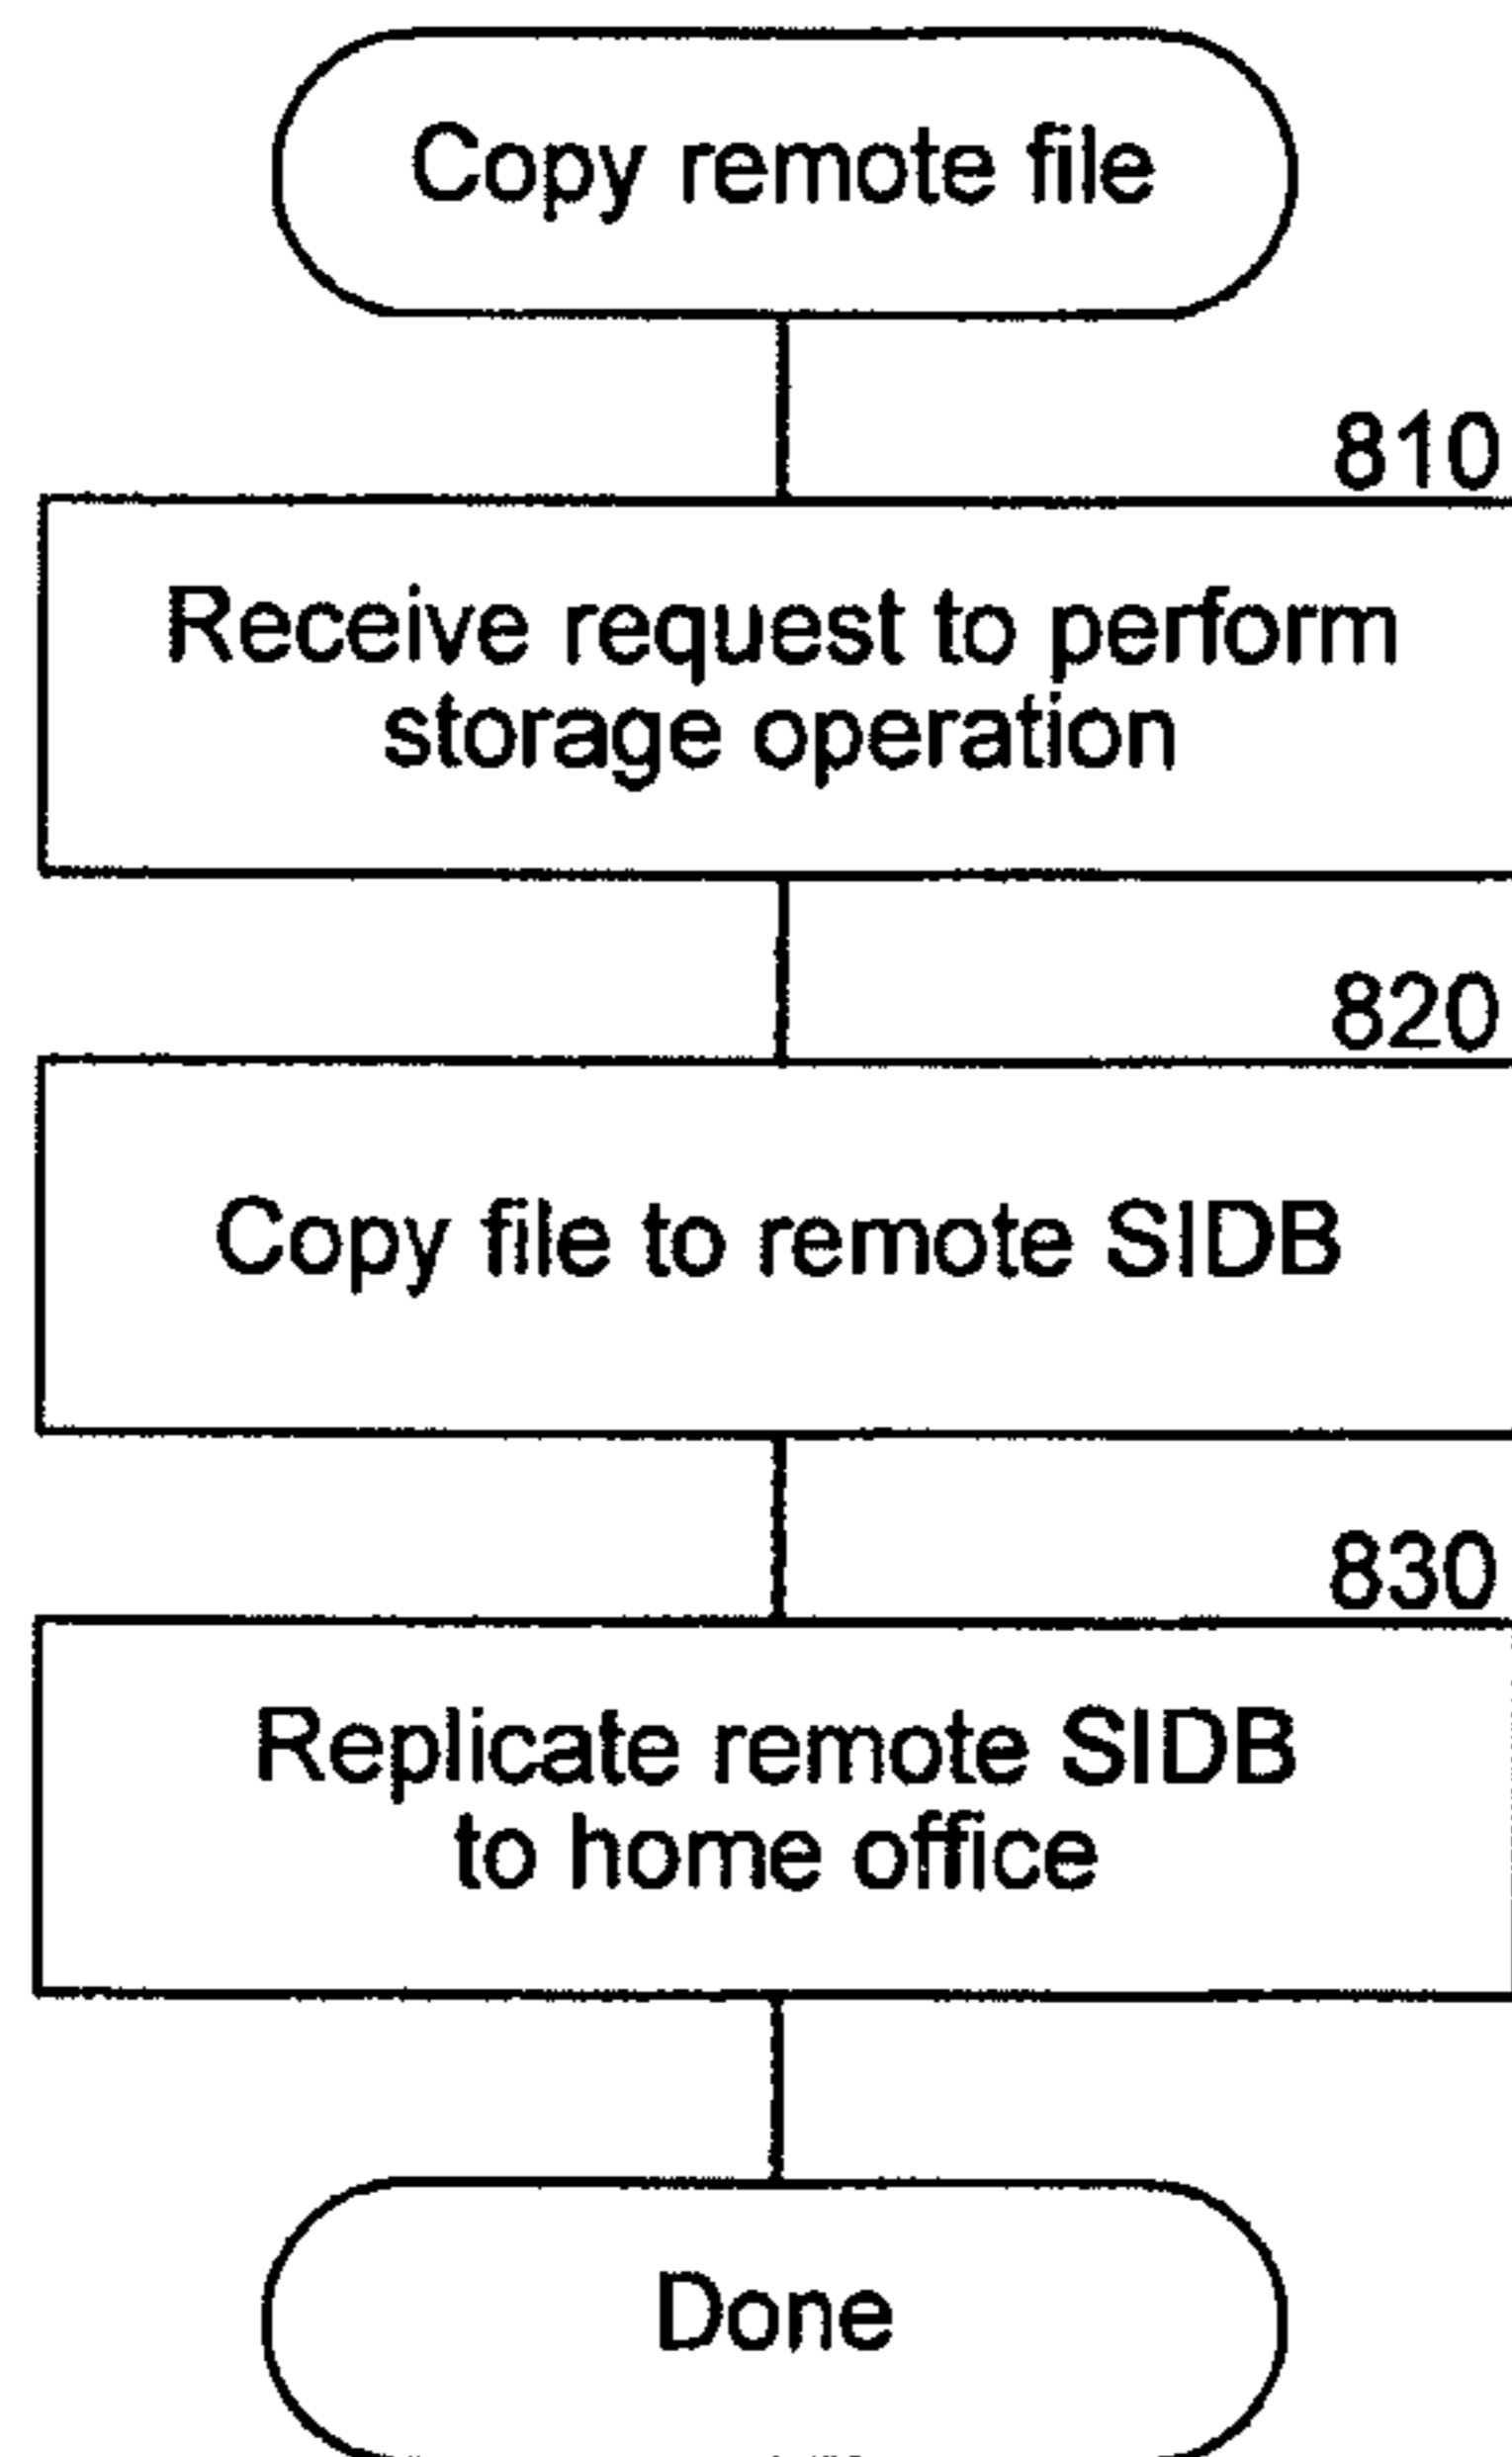 Copy remote file
810
Receive request to perform
storage operation
820
Copy file to remote SIDB
830
Replicate remote SIDB
to home office
Done